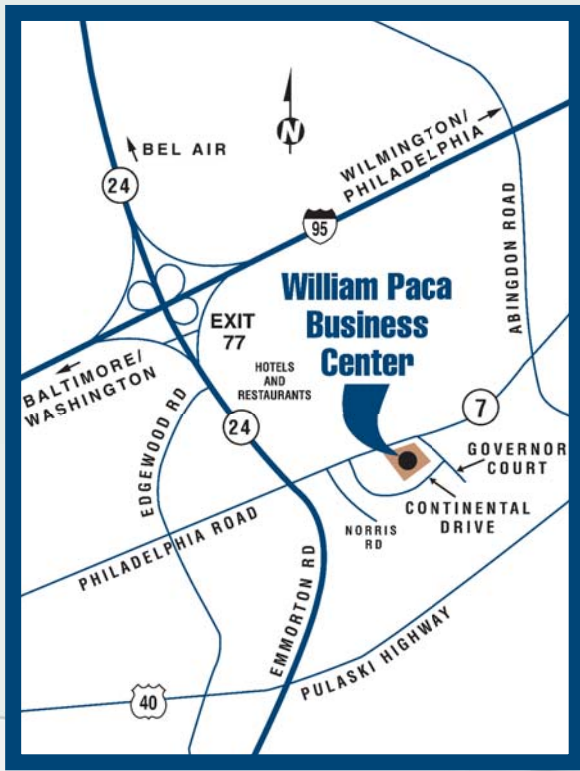 BEL AIR
24
N
WILMINGTON/
PHILADELPHIA
95
ABINGDON ROAD
William Paca
Business
Center
EXIT
77
HOTELS
AND
RESTAURANTS
BALTIMORE/
WASHINGTON
EDGEWOOD RD
24
7
GOVERNOR
COURT
CONTINENTAL
DRIVE
NORRIS
RD
PHILADELPHIA ROAD
EMMORTON RD
PULASKI HIGHWAY
40